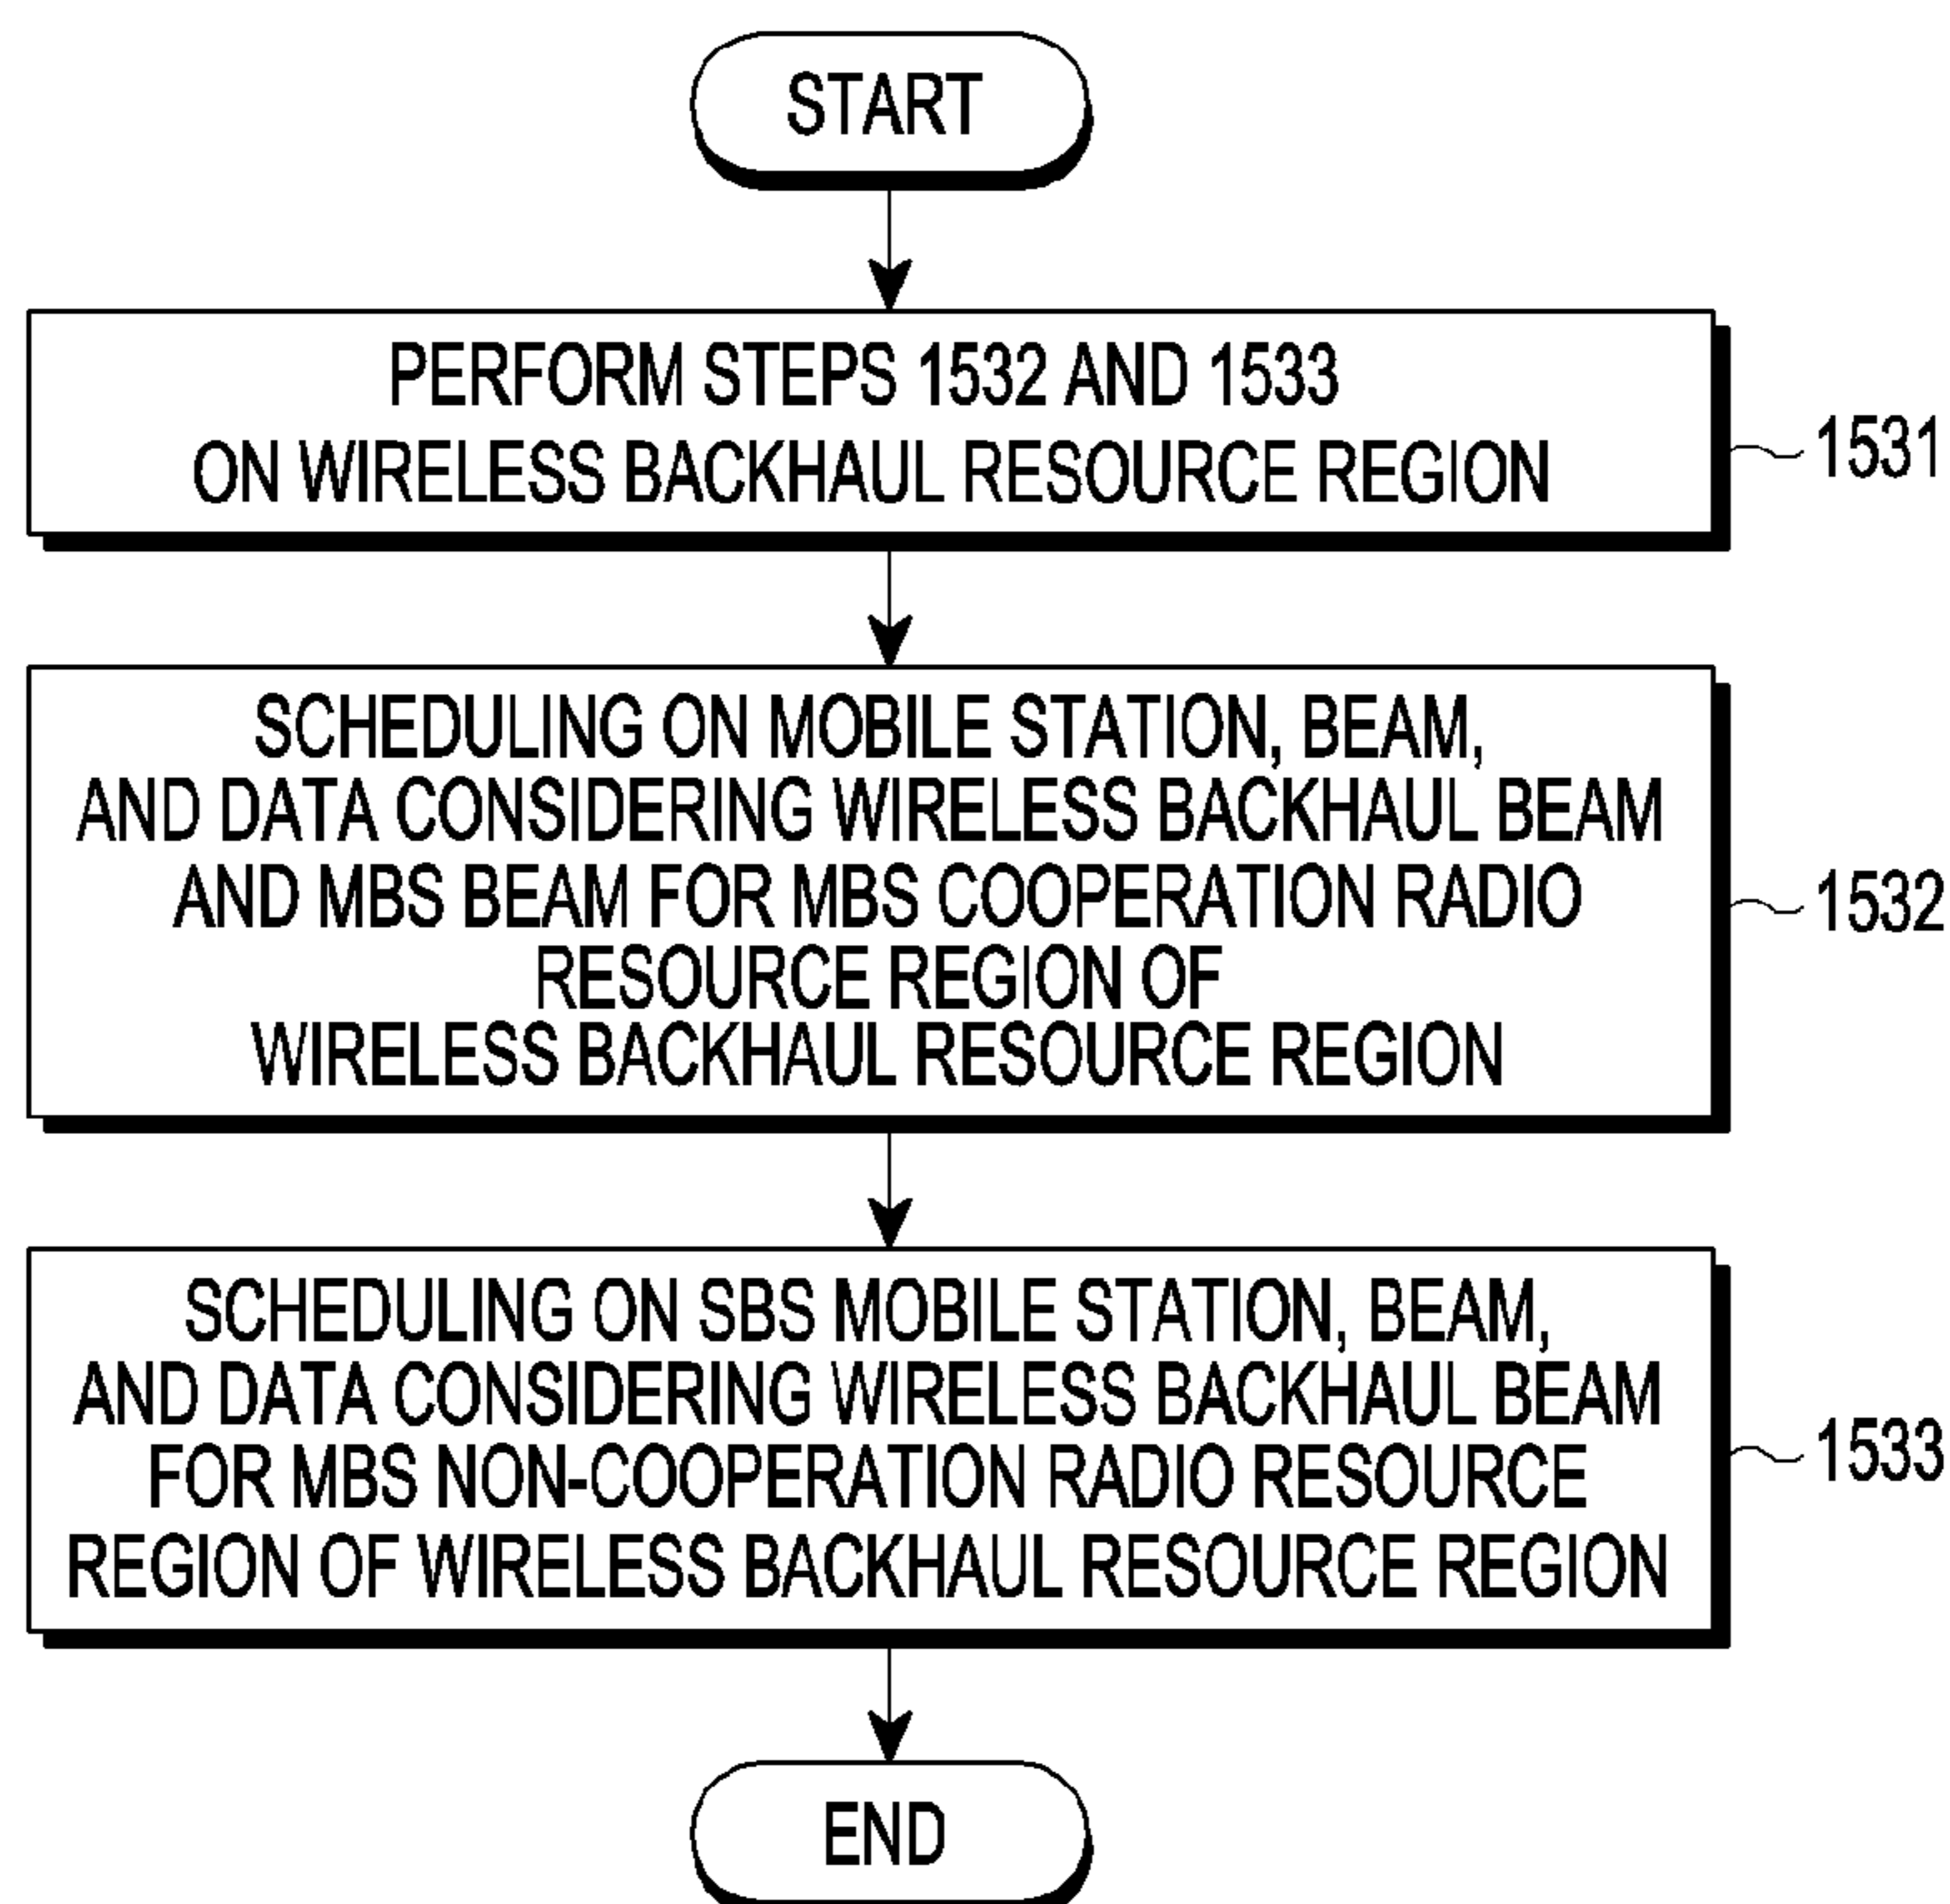 START
PERFORM STEPS 1532 AND 1533
ON WIRELESS BACKHAUL RESOURCE REGION
1531
SCHEDULING ON MOBILE STATION, BEAM,
AND DATA CONSIDERING WIRELESS BACKHAUL BEAM
AND MBS BEAM FOR MBS COOPERATION RADIO
RESOURCE REGION OF
WIRELESS BACKHAUL RESOURCE REGION
1532
SCHEDULING ON SBS MOBILE STATION, BEAM,
AND DATA CONSIDERING WIRELESS BACKHAUL BEAM
FOR MBS NON-COOPERATION RADIO RESOURCE
REGION OF WIRELESS BACKHAUL RESOURCE REGION
1533
END